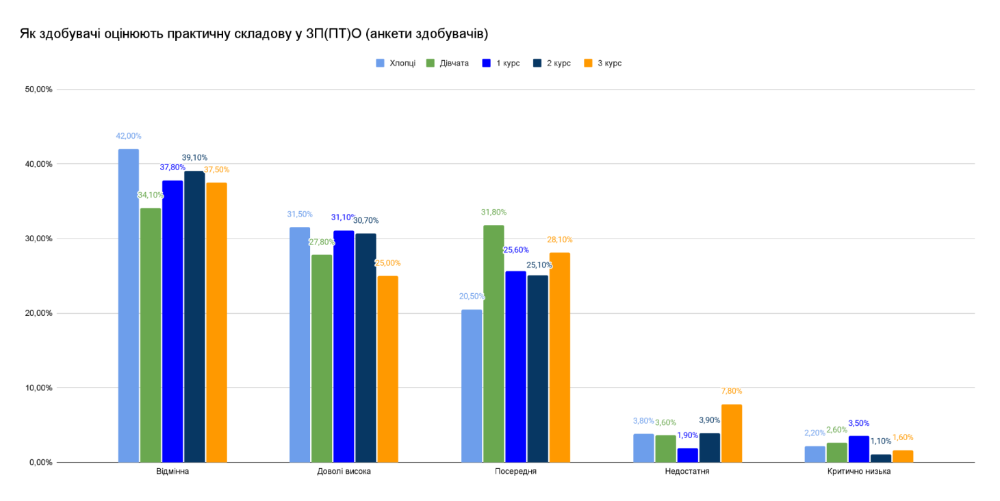 Як здобувачі оцінюють практичну складову у ЗП(ПТ)О (анкети здобувачів)
Хлопці Дівчата 1 курс 2 курс 3 курс
50,00%
40,00%
30,00%
20,00%
10,00%
0,00%
42,00% 34,10% 37,80% 39,10% 37,50%
31,50% 27,80% 31,10% 30,70% 25,00%
20,50% 31,80% 25,60% 25,10% 28,10%
3,80% 3,60% 1,90% 3,90% 7,80%
2,20% 2,60% 3,50% 1,10% 1,60%
Відмінна Доволі висока Посередня Недостатня Критично низька